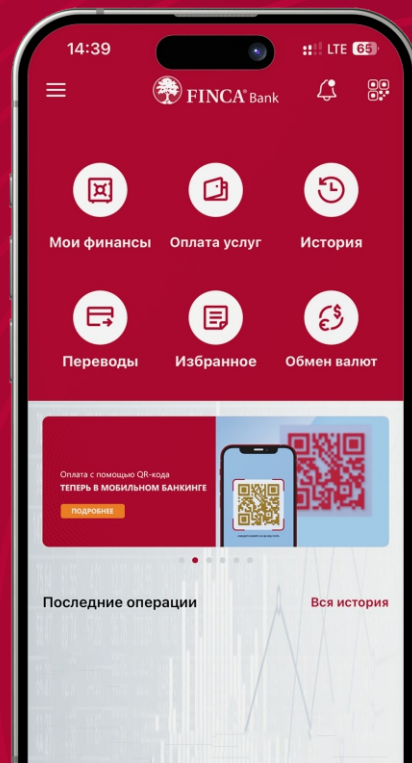 14:39
LTE 65
FINCA® Bank
Мои финансы
Оплата услуг
История
Переводы
Избранное
Обмен валют
Оплата с помощью QR-кода
ТЕПЕРЬ В МОБИЛЬНОМ БАНКИНГЕ
ПОДРОБНЕЕ
Последние операции
Вся история